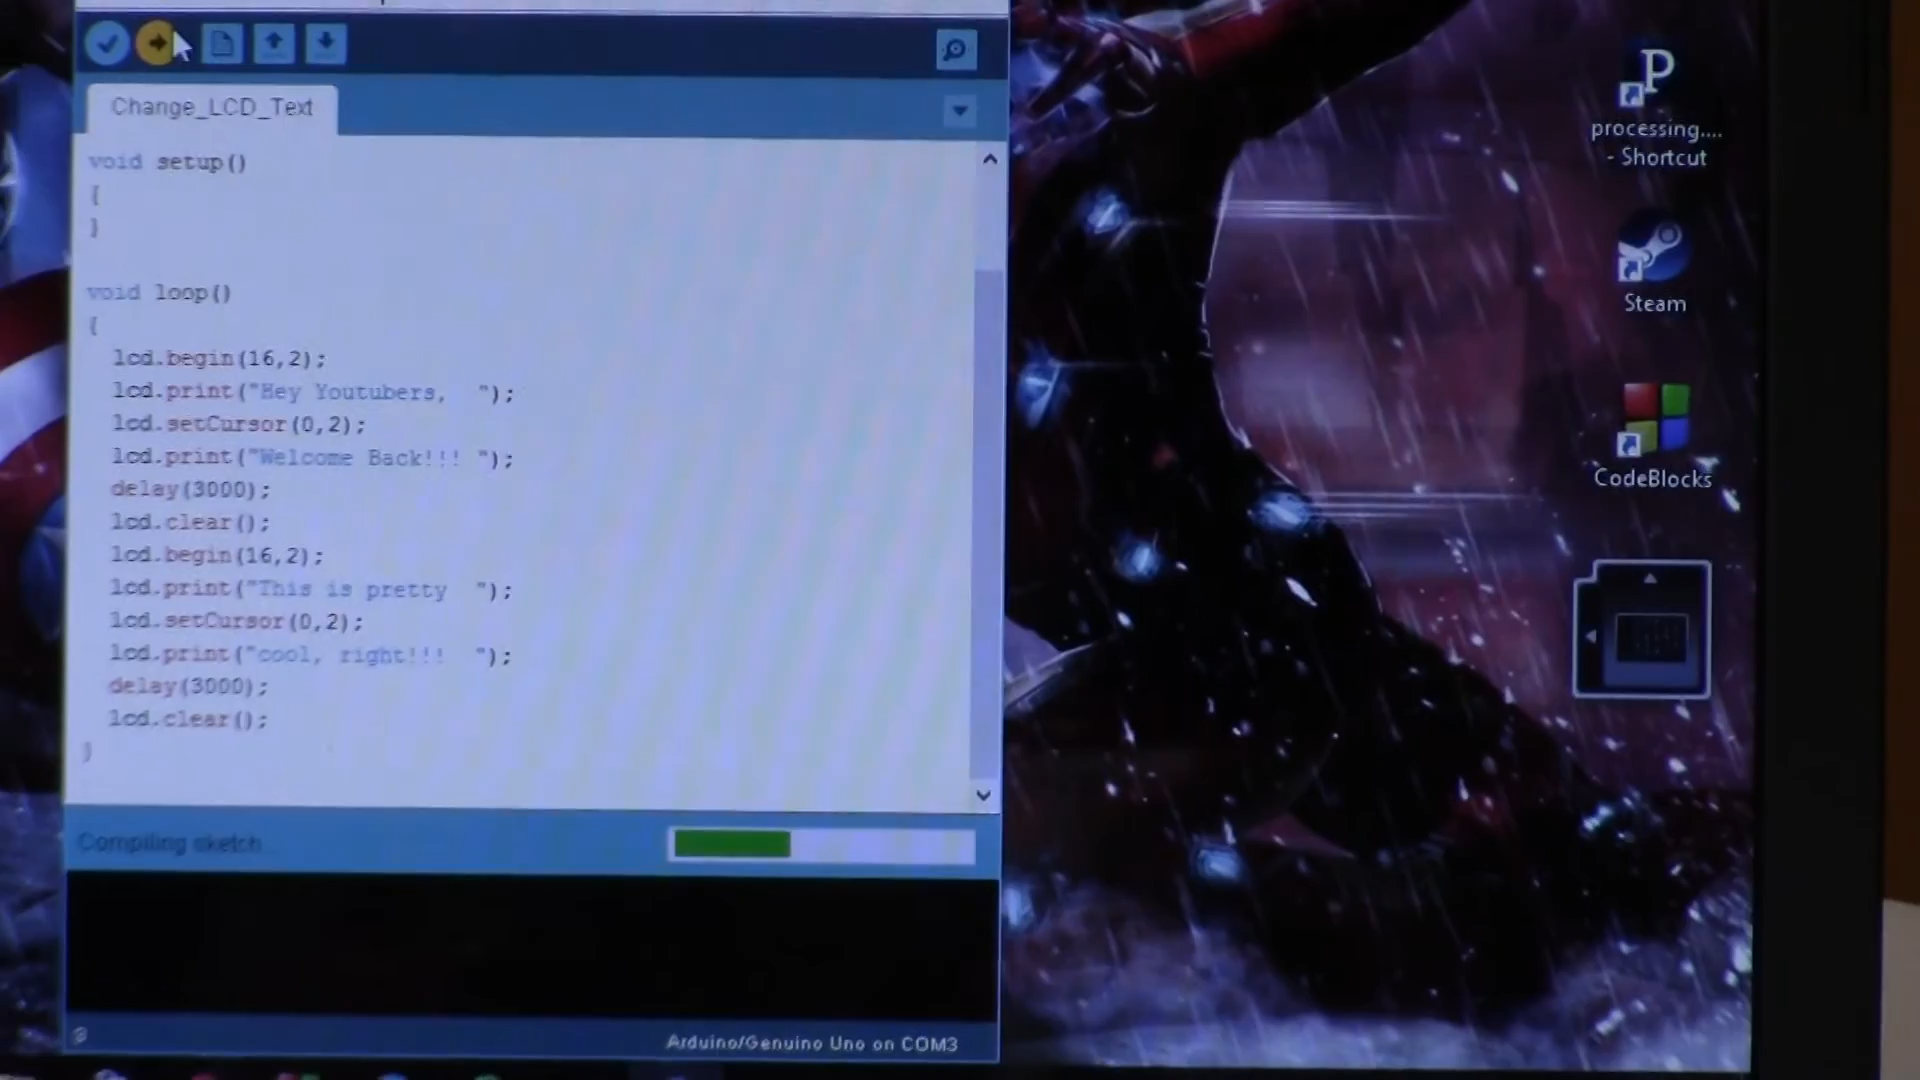 Change_LCD_Text
void setup()
{
}
void loop()
{
lcd.begin(16,2);
lcd.print("Hey Youtubers,  ");
lcd.setCursor(0,2);
lcd.print("Welcome Back!!! ");
delay(3000);
lcd.clear();
lcd.begin(16,2);
lcd.print("This is pretty  ");
lcd.setCursor(0,2);
lcd.print("cool, right!!!  ");
delay(3000);
lcd.clear();
}
Compiling sketch
Arduino/Genuino Uno on COM3
P
processing....
- Shortcut
Steam
CodeBlocks